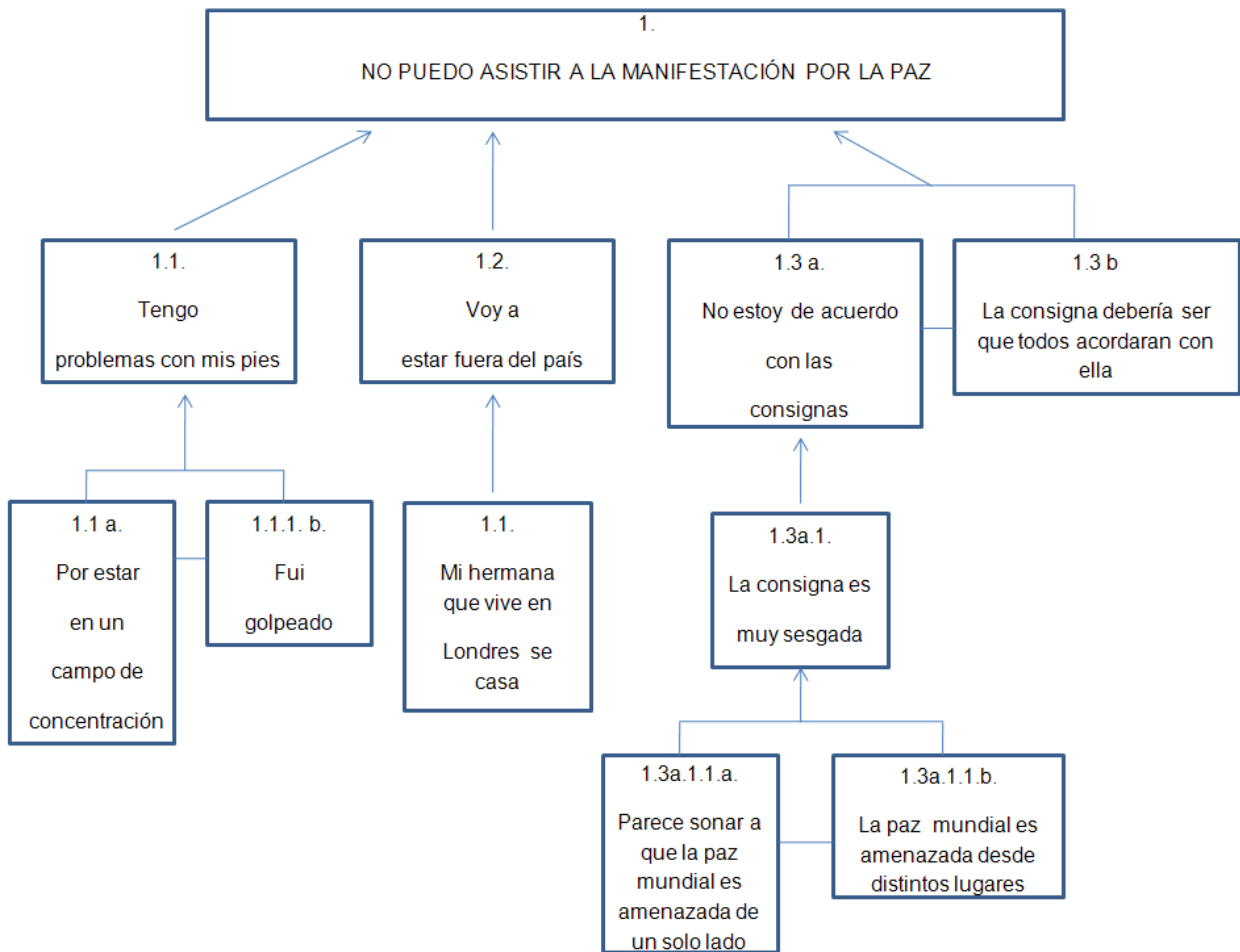 1.
NO PUEDO ASISTIR A LA MANIFESTACIÓN POR LA PAZ
1.1.
Tengo
problemas con mis pies
1.2.
Voy a
estar fuera del país
1.3 a.
No estoy de acuerdo
con las
consignas
1.3 b
La consigna debería ser
que todos acordaran con
ella
1.1 a.
Por estar
en un
campo de
concentración
1.1.1. b.
Fui
golpeado
1.1.
Mi hermana
que vive en
Londres se
casa
1.3a.1.
La consigna es
muy sesgada
1.3a.1.1.a.
Parece sonar a
que la paz
mundial es
amenazada de
un solo lado
1.3a.1.1.b.
La paz mundial es
amenazada desde
distintos lugares